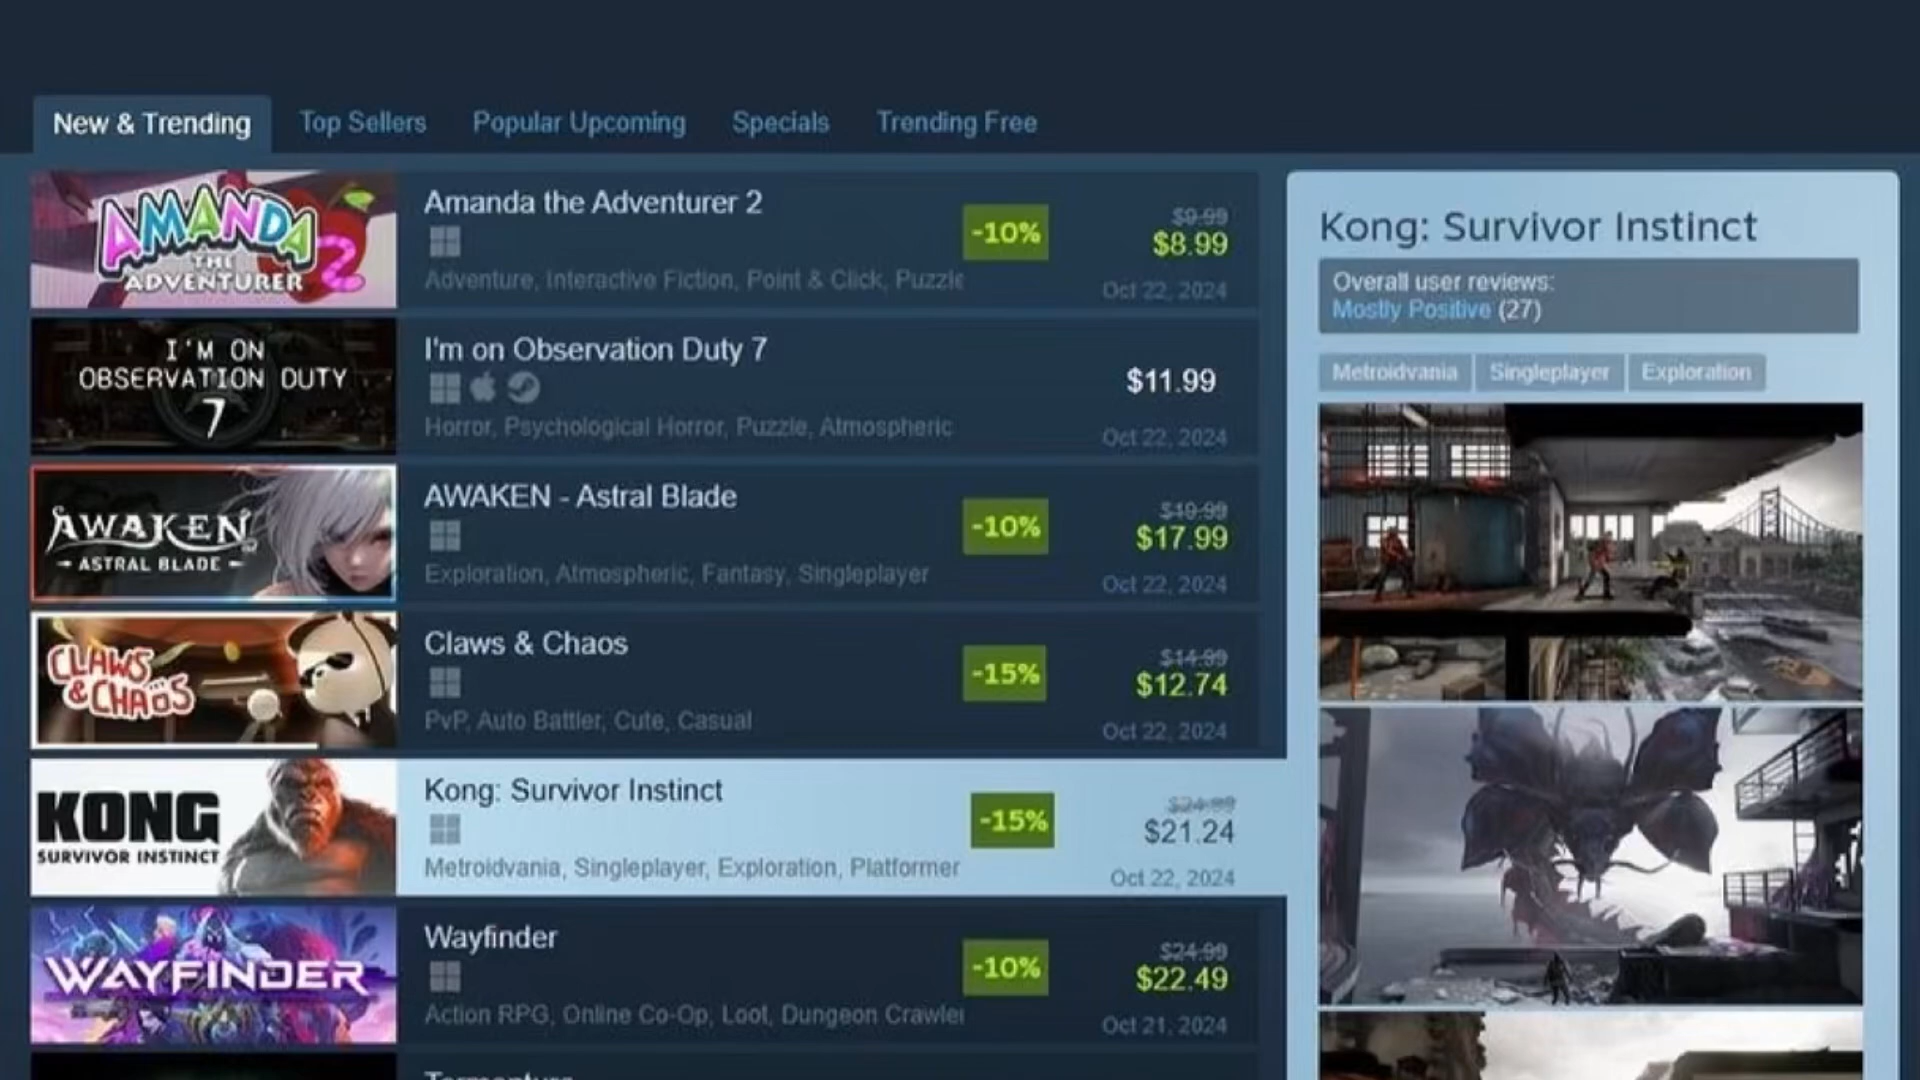 New & Trending
Top Sellers
Popular Upcoming
Specials
Trending Free
AMANDA
THE
ADVENTURER 2
Amanda the Adventurer 2
-10%
$9.99
$8.99
Adventure, Interactive Fiction, Point & Click, Puzzle
Oct 22, 2024
I'M ON
OBSERVATION DUTY
7
I'm on Observation Duty 7
$11.99
Horror, Psychological Horror, Puzzle, Atmospheric
Oct 22, 2024
AWAKEN
- ASTRAL BLADE -
AWAKEN - Astral Blade
-10%
$19.99
$17.99
Exploration, Atmospheric, Fantasy, Singleplayer
Oct 22, 2024
CLAWS
& CHAOS
Claws & Chaos
-15%
$14.99
$12.74
PvP, Auto Battler, Cute, Casual
Oct 22, 2024
KONG
SURVIVOR INSTINCT
Kong: Survivor Instinct
-15%
$24.99
$21.24
Metroidvania, Singleplayer, Exploration, Platformer
Oct 22, 2024
WAYFINDER
Wayfinder
-10%
$24.99
$22.49
Action RPG, Online Co-Op, Loot, Dungeon Crawler
Oct 21, 2024
Kong: Survivor Instinct
Overall user reviews:
Mostly Positive (27)
Metroidvania
Singleplayer
Exploration